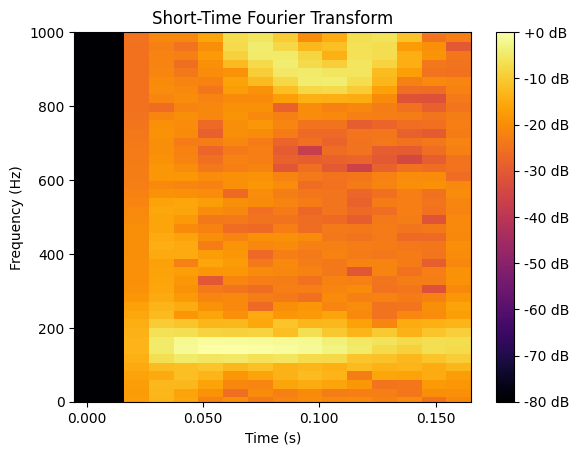 Short-Time Fourier Transform
1000
800
600
400
200
0
Frequency (Hz)
0.000
0.050
0.100
0.150
Time (s)
+0 dB
-10 dB
-20 dB
-30 dB
-40 dB
-50 dB
-60 dB
-70 dB
-80 dB